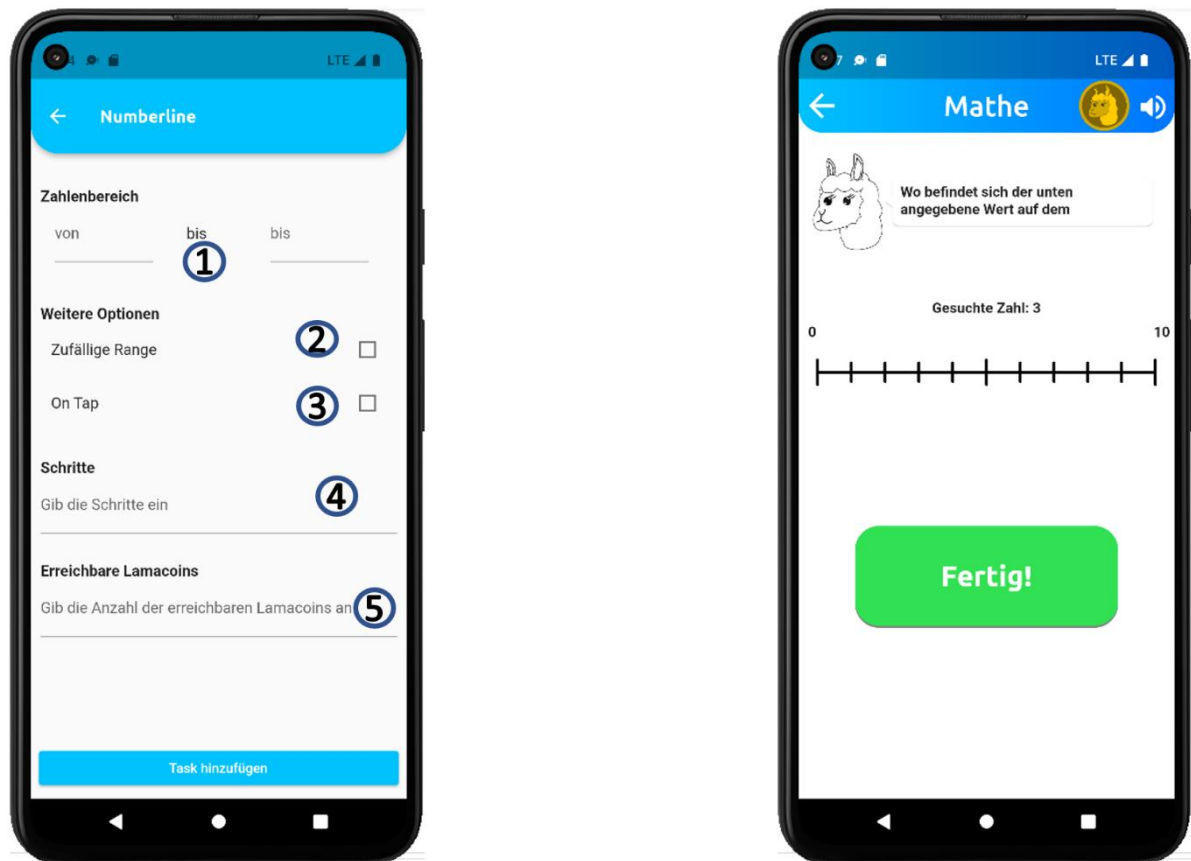 4 LTE
Numberline
Zahlenbereich
von bis bis
1
Weitere Optionen
Zufällige Range 2
On Tap 3
Schritte
Gib die Schritte ein 4
Erreichbare Lamacoins
Gib die Anzahl der erreichbaren Lamacoins an 5
Task hinzufügen
7 LTE
Mathe
Wo befindet sich der unten
angegebene Wert auf dem
Gesuchte Zahl: 3
0 10
Fertig!